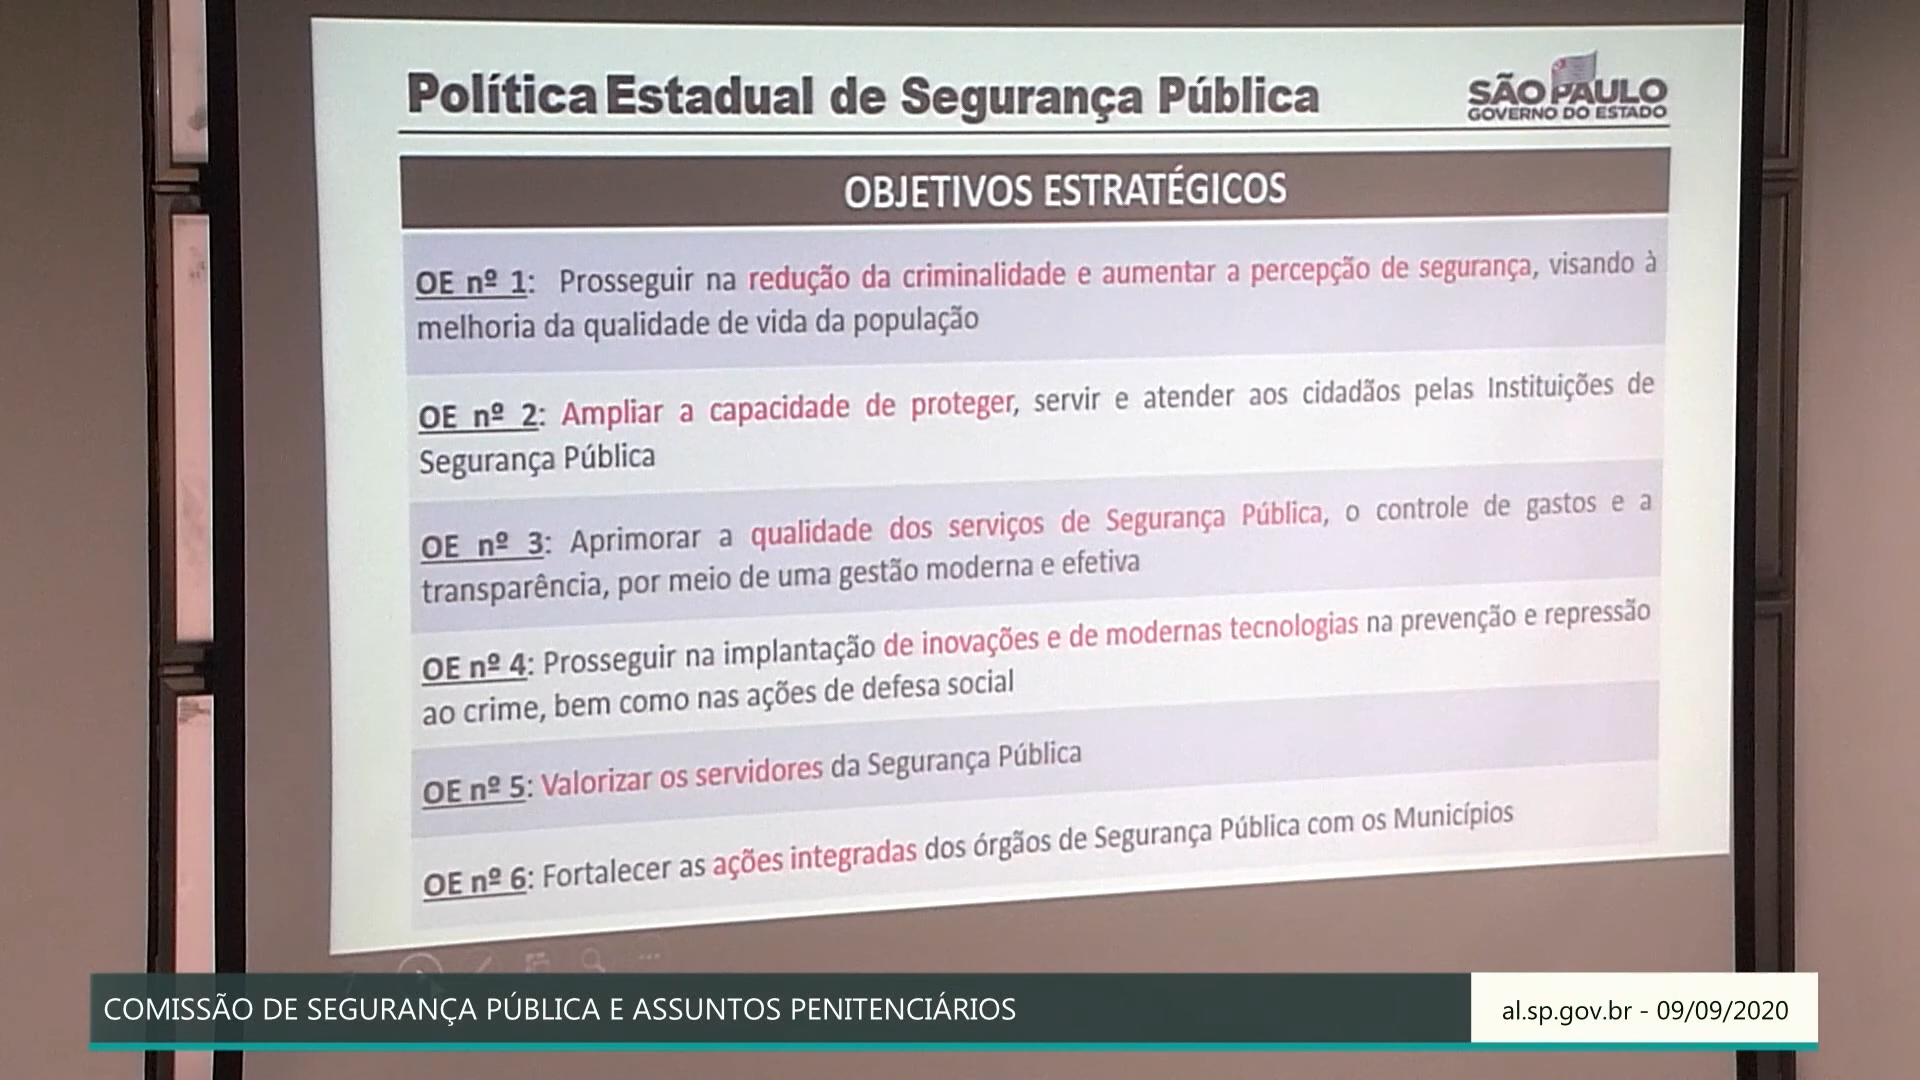 Política Estadual de Segurança Pública
SÃO PAULO
GOVERNO DO ESTADO
OBJETIVOS ESTRATÉGICOS
OE nº 1: Prosseguir na redução da criminalidade e aumentar a percepção de segurança, visando à
melhoria da qualidade de vida da população
OE nº 2: Ampliar a capacidade de proteger, servir e atender aos cidadãos pelas Instituições de
Segurança Pública
OE nº 3: Aprimorar a qualidade dos serviços de Segurança Pública, o controle de gastos e a
transparência, por meio de uma gestão moderna e efetiva
OE nº 4: Prosseguir na implantação de inovações e de modernas tecnologias na prevenção e repressão
ao crime, bem como nas ações de defesa social
OE nº 5: Valorizar os servidores da Segurança Pública
OE nº 6: Fortalecer as ações integradas dos órgãos de Segurança Pública com os Municípios
COMISSÃO DE SEGURANÇA PÚBLICA E ASSUNTOS PENITENCIÁRIOS
al.sp.gov.br - 09/09/2020